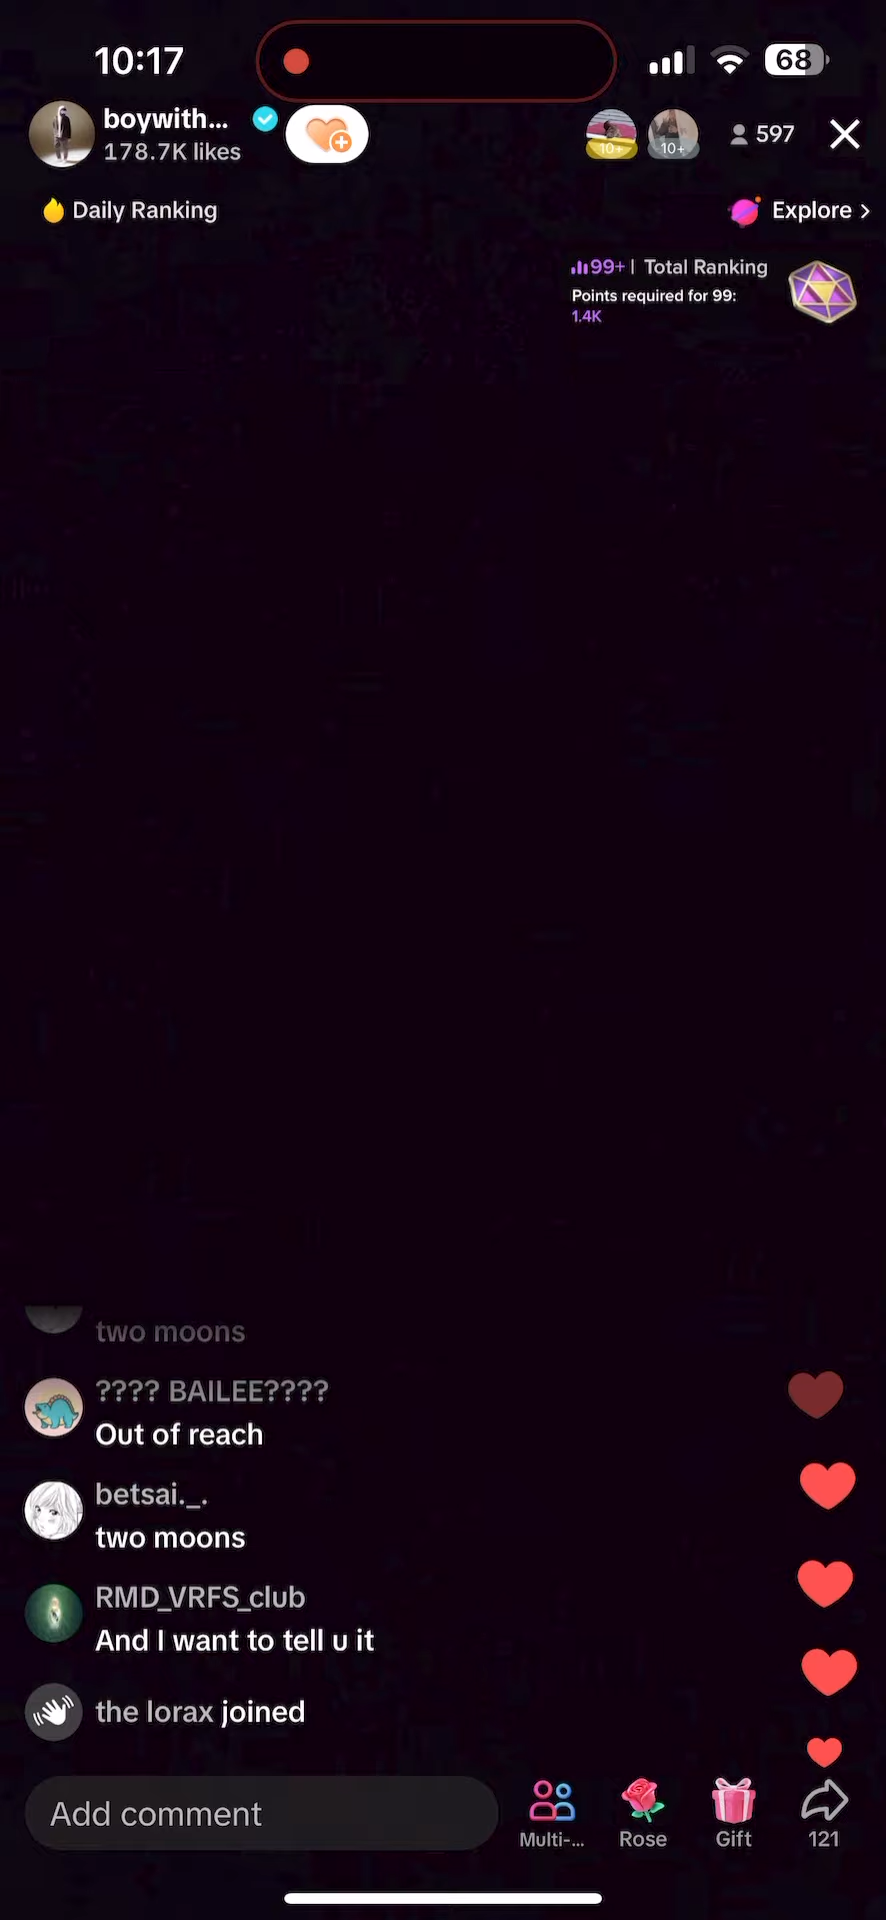 10:17
68
boywith...
178.7K likes
10+
10+
597
Daily Ranking
Explore >
99+ | Total Ranking
Points required for 99:
1.4K
two moons
???? BAILEE????
Out of reach
betsai._.
two moons
RMD_VRFS_club
And I want to tell u it
the lorax joined
Add comment
Multi-...
Rose
Gift
121